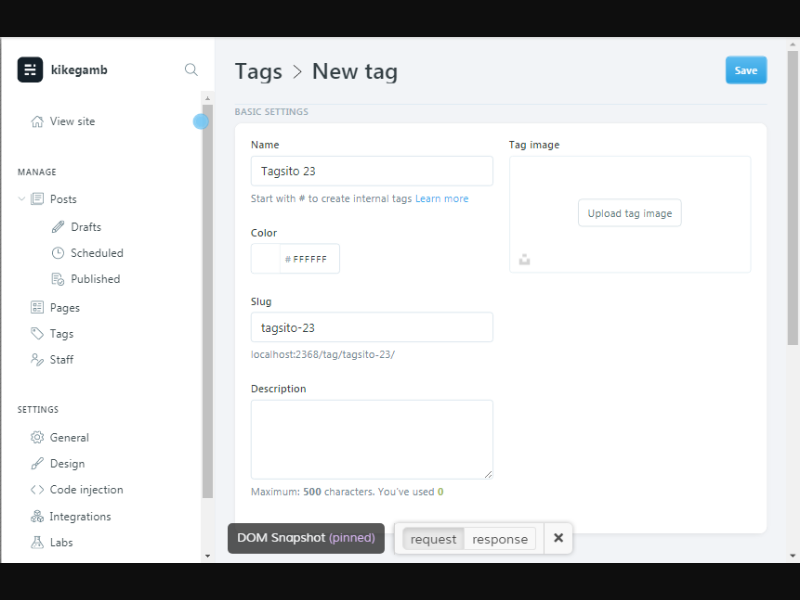 kikegamb
View site
MANAGE
Posts
Drafts
Scheduled
Published
Pages
Tags
Staff
SETTINGS
General
Design
Code injection
Integrations
Labs
Tags > New tag
Save
BASIC SETTINGS
Name
Tagsito 23
Start with # to create internal tags Learn more
Color
# FFFFFF
Slug
tagsito-23
localhost:2368/tag/tagsito-23/
Description
Maximum: 500 characters. You've used 0
Tag image
Upload tag image
DOM Snapshot (pinned)
request response ×